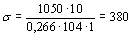 σ = 1050 · 10 / 0,266 · 104 · 1 = 380